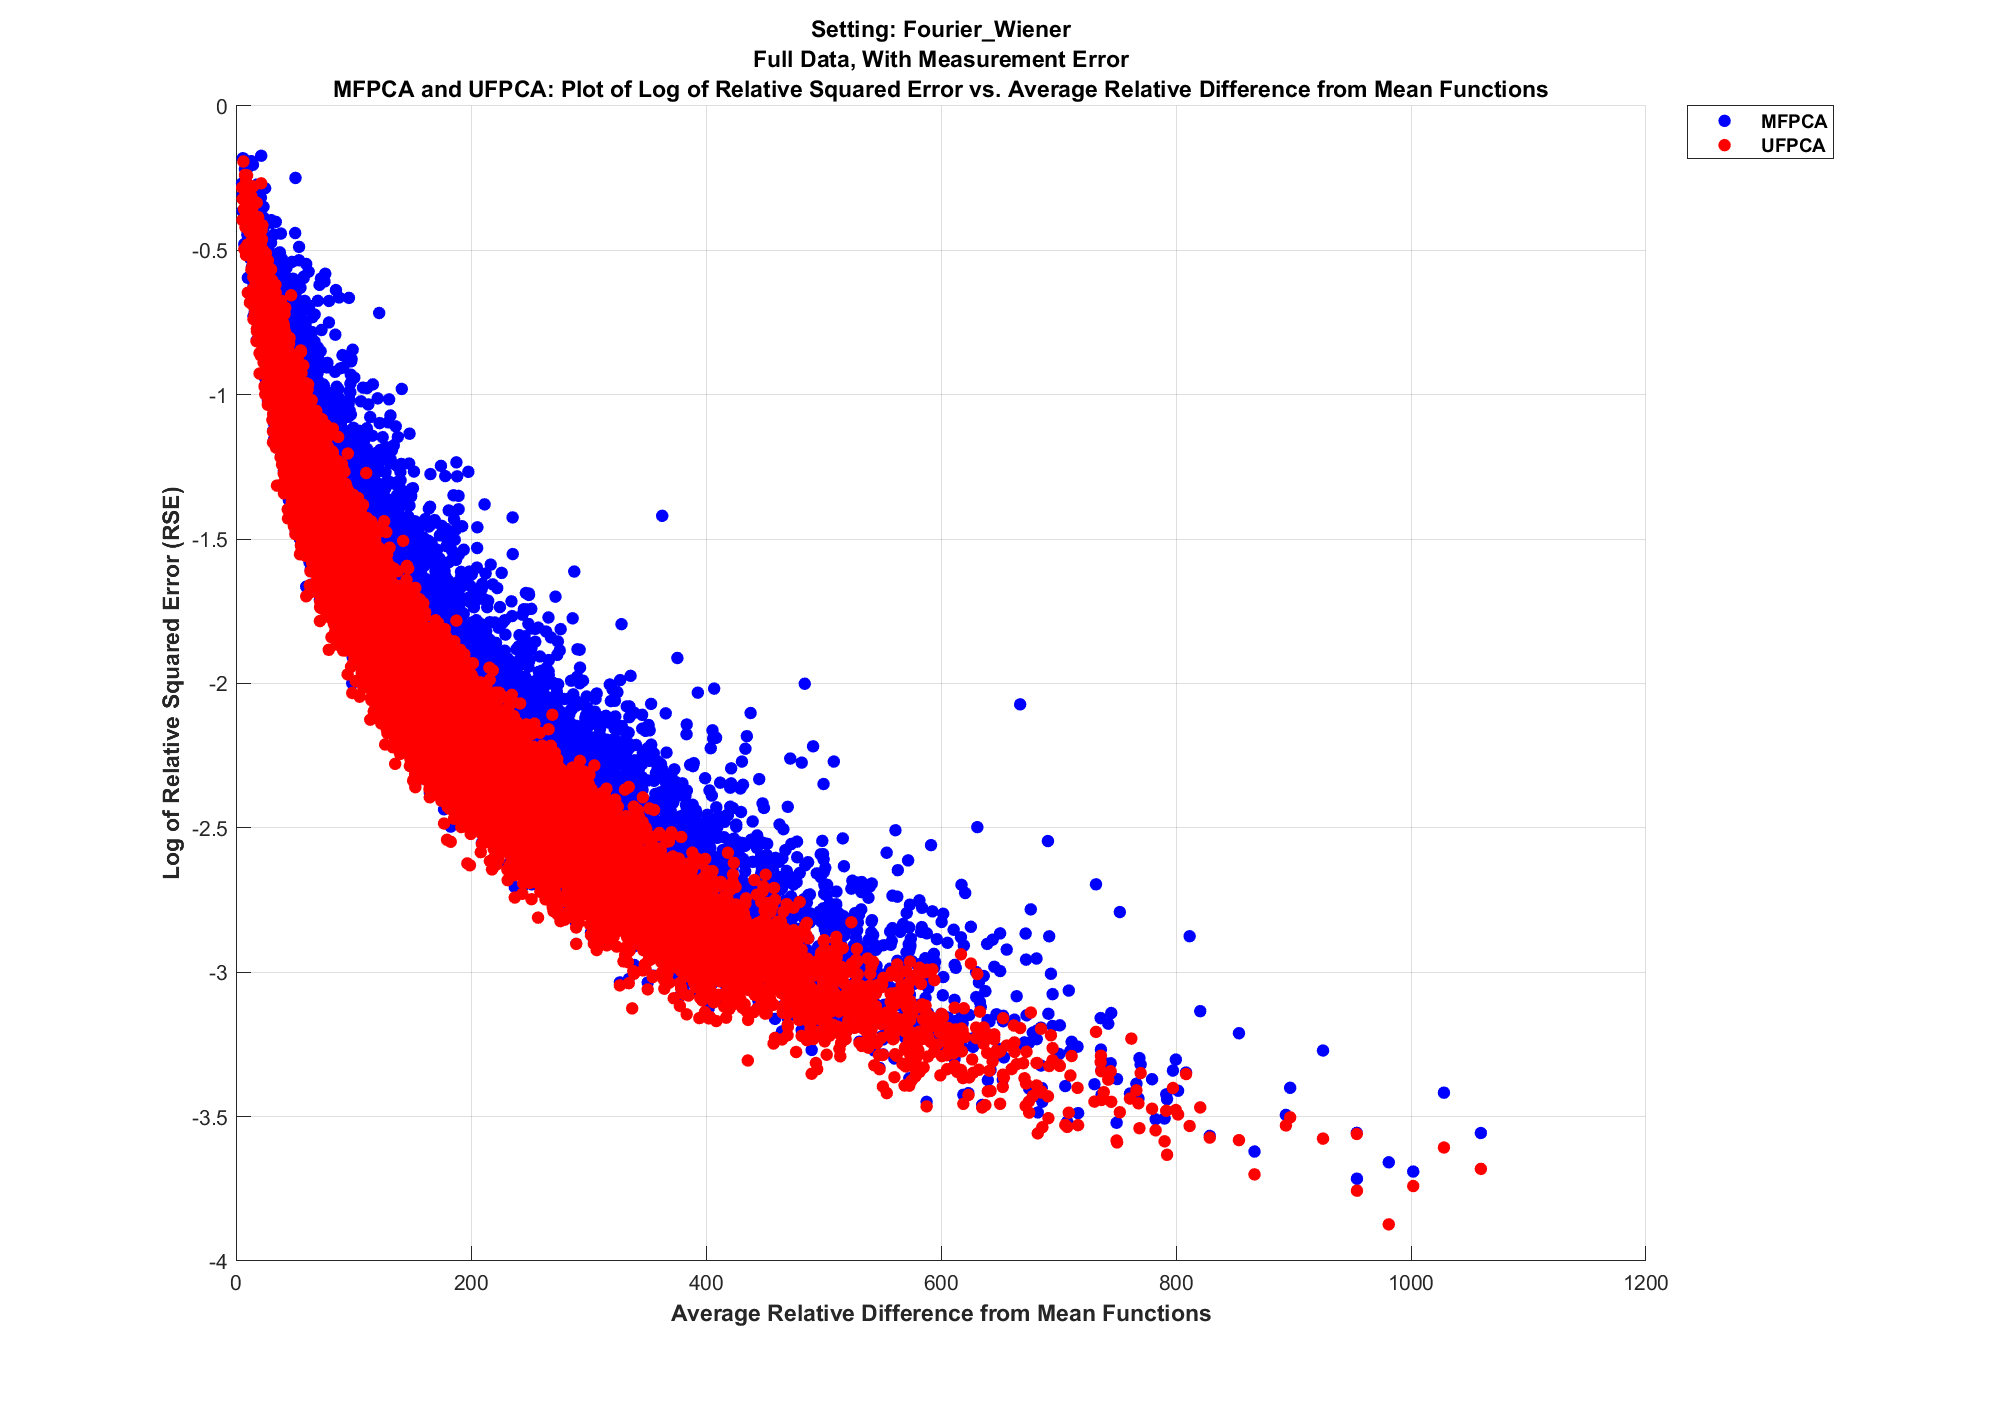 Setting: Fourier_Wiener
Full Data, With Measurement Error
MFPCA and UFPCA: Plot of Log of Relative Squared Error vs. Average Relative Difference from Mean Functions
MFPCA
UFPCA
Log of Relative Squared Error (RSE)
0
-0.5
-1
-1.5
-2
-2.5
-3
-3.5
-4
0 200 400 600 800 1000 1200
Average Relative Difference from Mean Functions